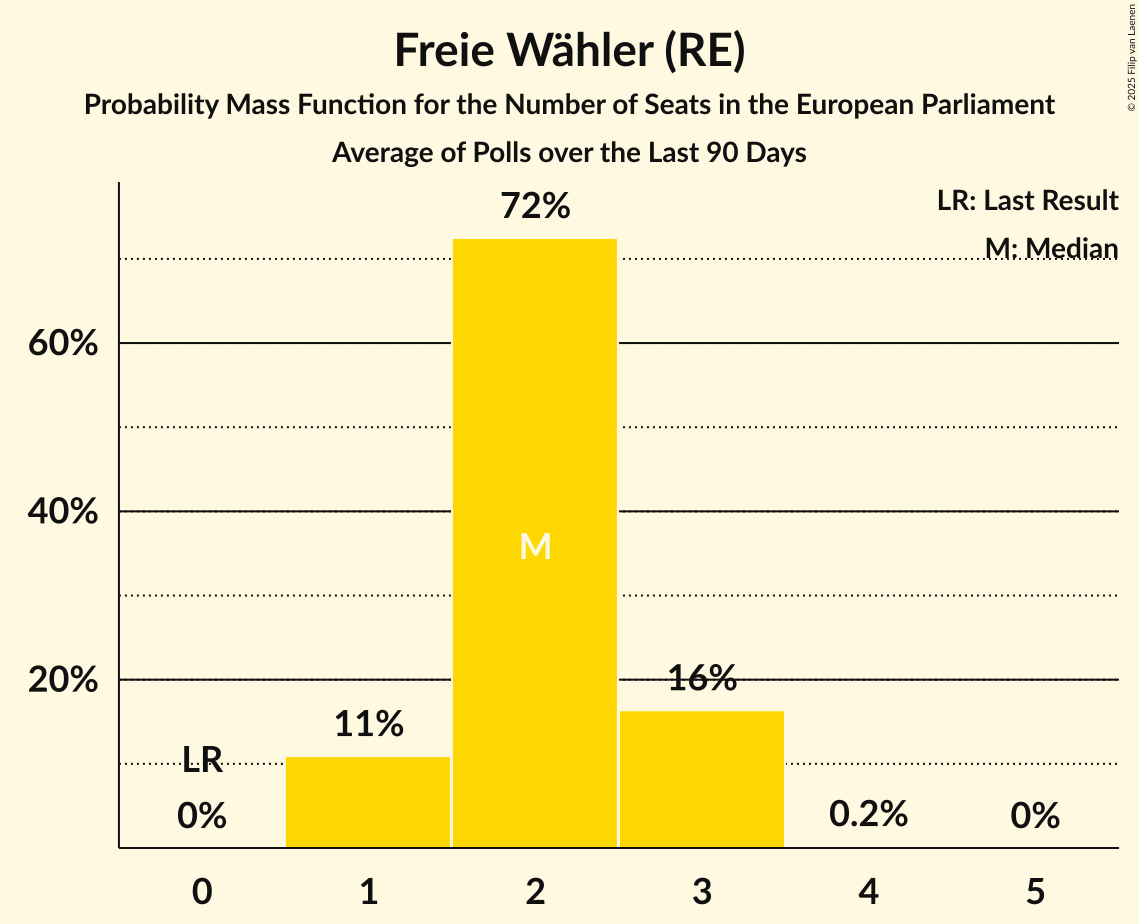 Freie Wähler (RE)
Probability Mass Function for the Number of Seats in the European Parliament
Average of Polls over the Last 90 Days
© 2025 Filip van Laenen
LR: Last Result
M: Median
72%
60%
40%
M
20%
16%
11%
LR
0%
0.2%
0%
0 1 2 3 4 5